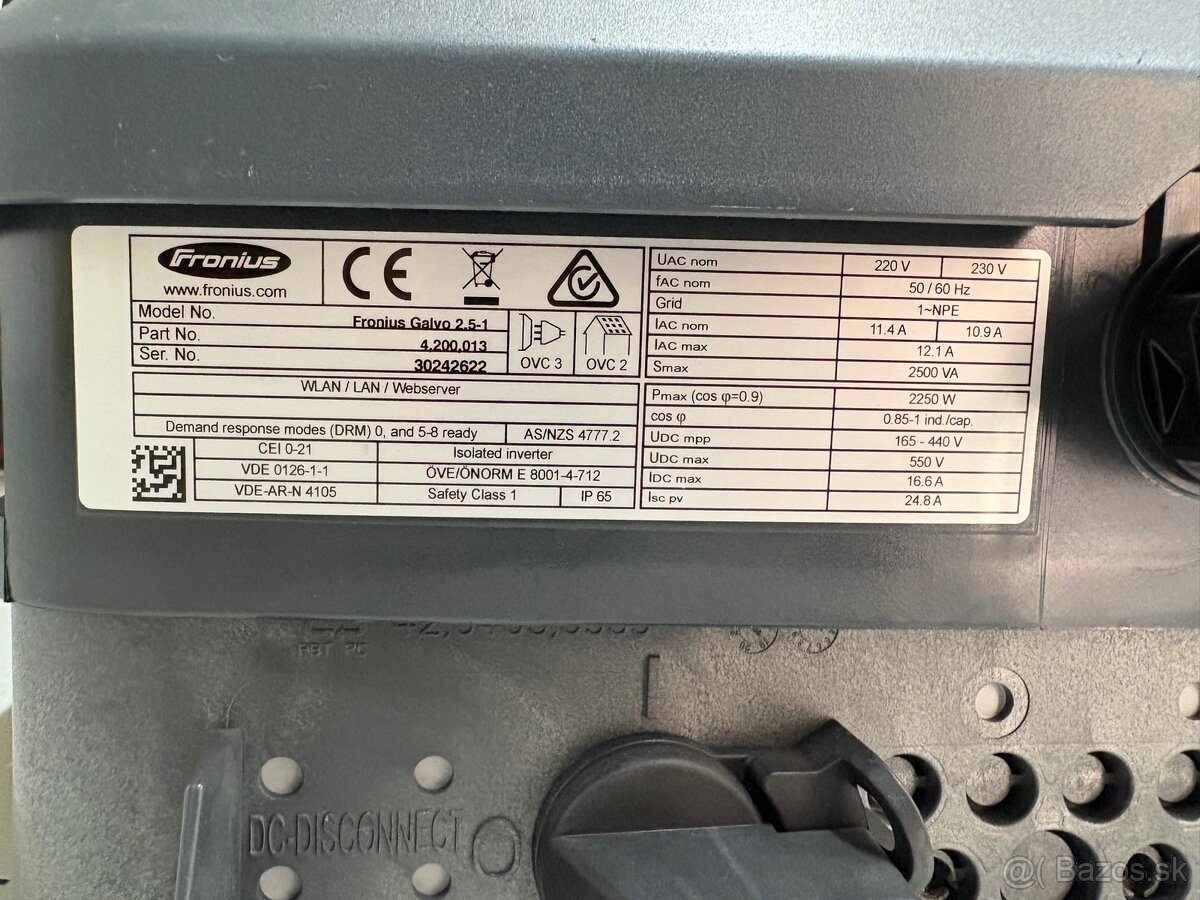 Fronius
www.fronius.com
CE
Model No.
Fronius Galvo 2.5-1
Part No.
4,200,013
Ser. No.
30242622
OVC 3
OVC 2
WLAN / LAN / Webserver
Demand response modes (DRM) 0, and 5-8 ready
AS/NZS 4777.2
CEI 0-21
Isolated inverter
VDE 0126-1-1
ÖVE/ÖNORM E 8001-4-712
VDE-AR-N 4105
Safety Class 1
IP 65
UAC nom 220 V 230 V
fAC nom 50 / 60 Hz
Grid 1~NPE
IAC nom 11.4 A 10.9 A
IAC max 12.1 A
Smax 2500 VA
Pmax (cos φ=0.9) 2250 W
cos φ 0.85-1 ind./cap.
UDC mpp 165 - 440 V
UDC max 550 V
IDC max 16.6 A
Isc pv 24.8 A
DC-DISCONNECT
@( Bazos.sk